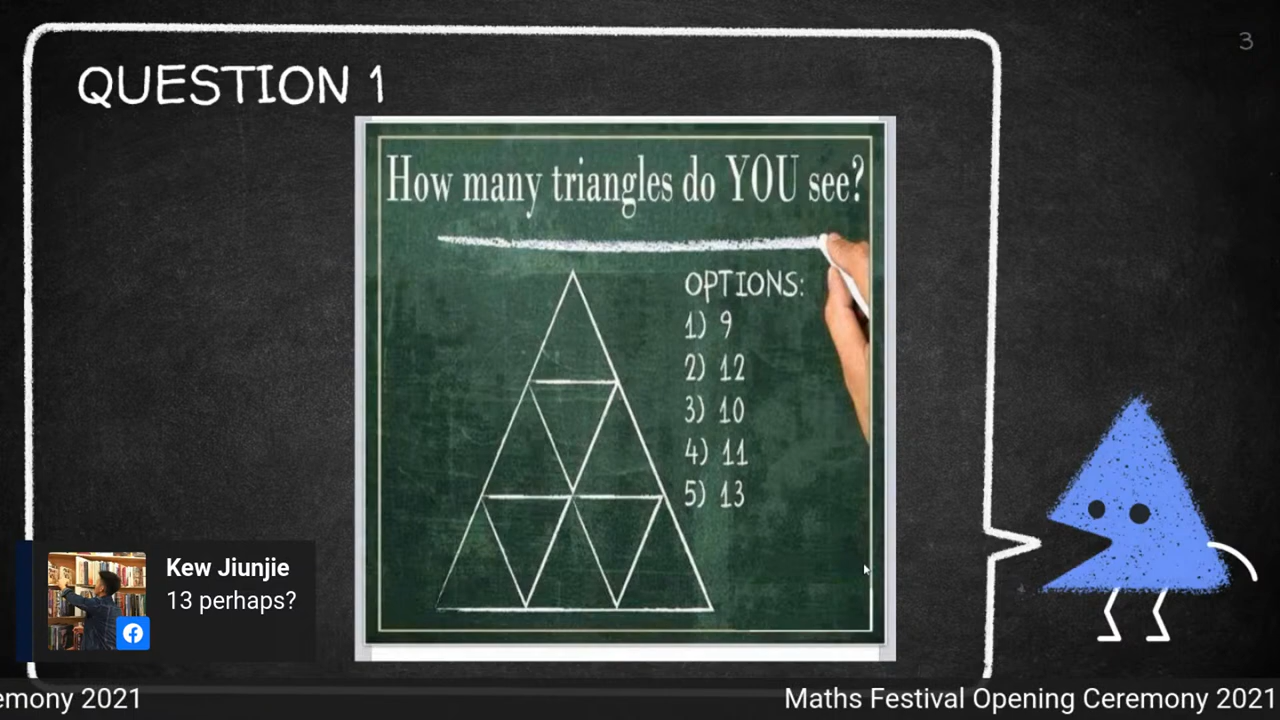 3
QUESTION 1
How many triangles do YOU see?
OPTIONS:
1) 9
2) 12
3) 10
4) 11
5) 13
Kew Jiunjie
13 perhaps?
emony 2021
Maths Festival Opening Ceremony 2021